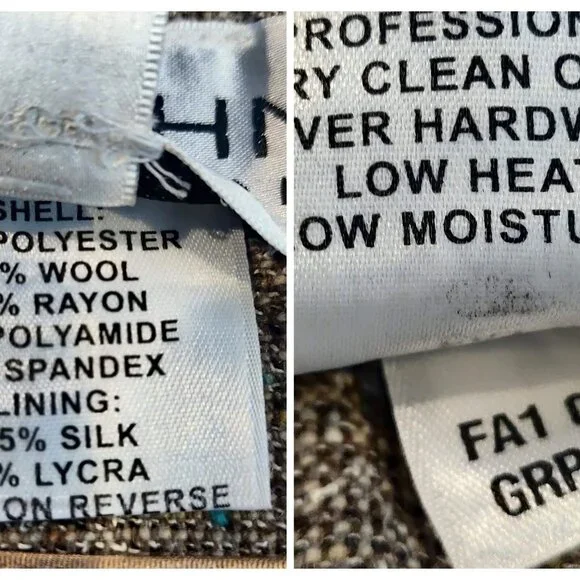 SHELL:
POLYESTER
% WOOL
% RAYON
POLYAMIDE
SPANDEX
LINING:
5% SILK
% LYCRA
ON REVERSE
PROFESSION
RY CLEAN O
VER HARDW
LOW HEAT
OW MOISTU
FA1
GRP